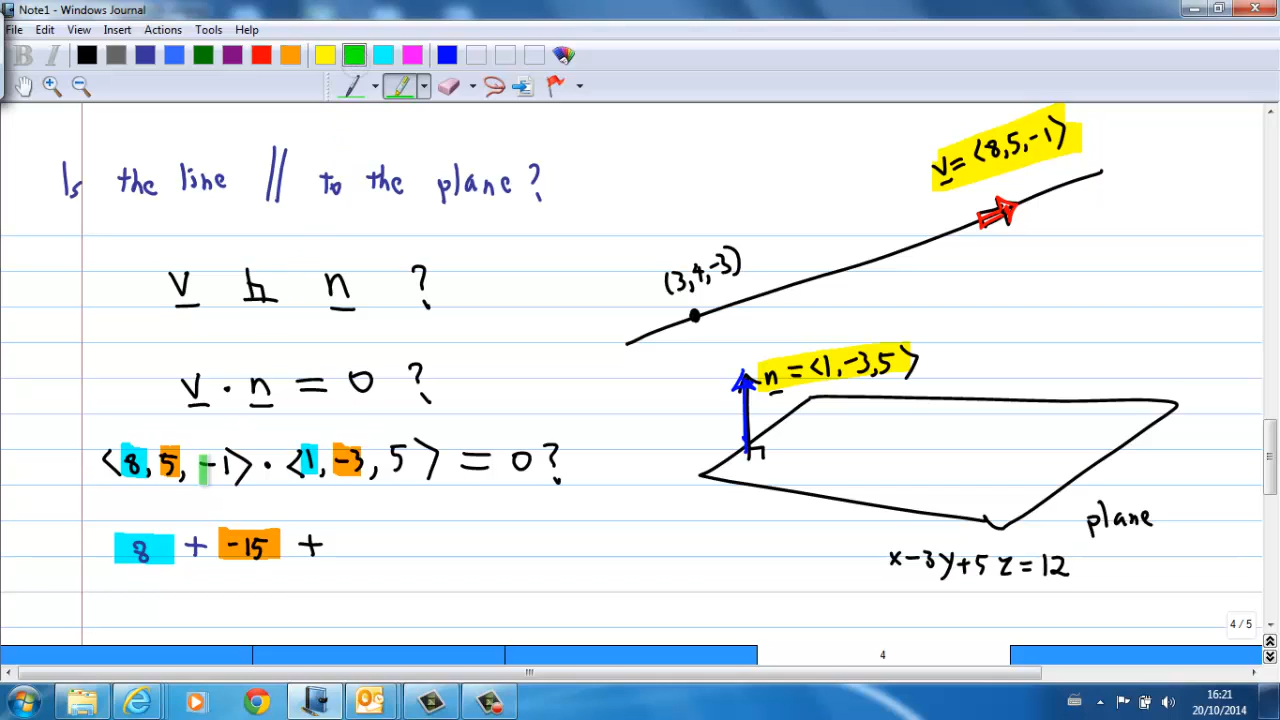 Note1 - Windows Journal
File Edit View Insert Actions Tools Help
B I
Is the line // to the plane?
v ⊥ n ?
v · n = 0 ?
<8, 5, -1> · <1, -3, 5> = 0?
8 + -15 +
v = <8, 5, -1>
(3,4,-3)
n = <1, -3, 5>
plane
x-3y+5z=12
4 / 5
4
16:21
20/10/2014